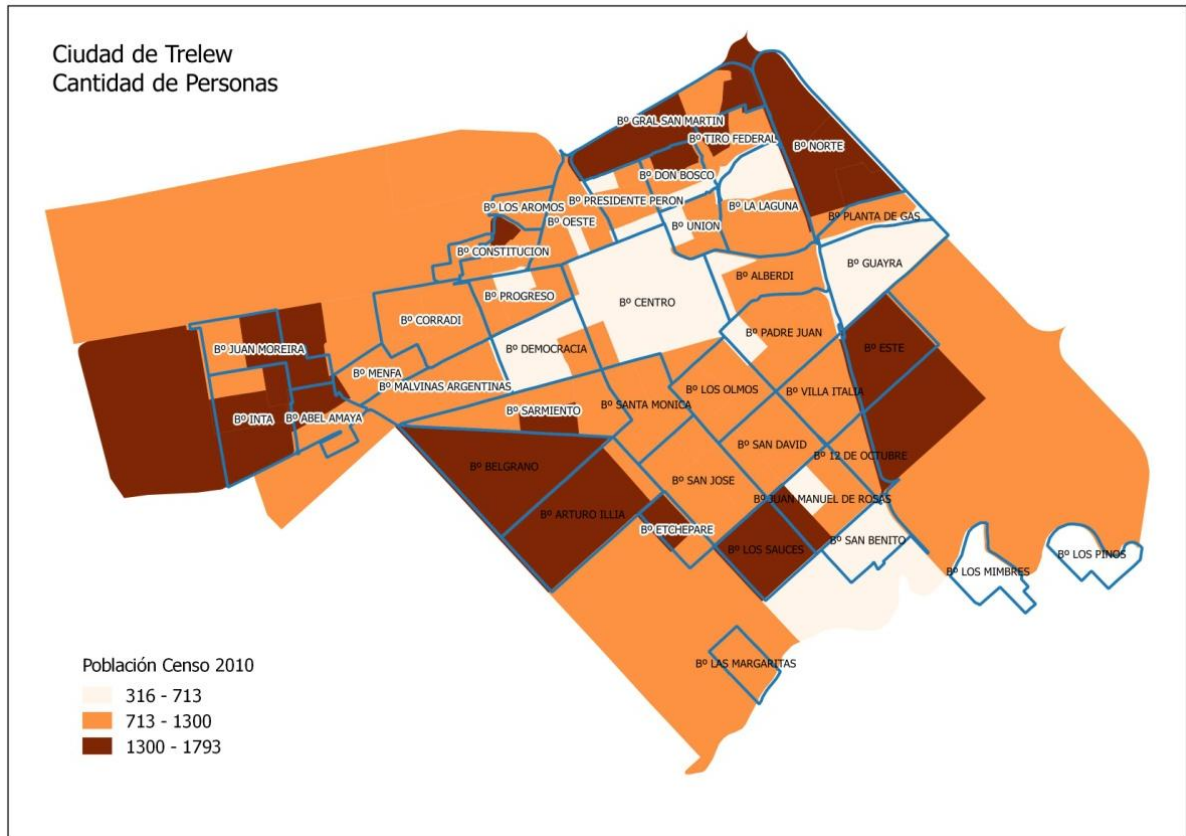 Ciudad de Trelew
Cantidad de Personas
Bº GRAL SAN MARTIN
Bº TIRO FEDERAL
Bº NORTE
Bº DON BOSCO
Bº PRESIDENTE PERON
Bº LOS AROMOS
Bº LA LAGUNA
Bº PLANTA DE GAS
Bº OESTE
Bº UNION
Bº CONSTITUCION
Bº GUAYRA
Bº ALBERDI
Bº PROGRESO
Bº CENTRO
Bº CORRADI
Bº PADRE JUAN
Bº JUAN MOREIRA
Bº DEMOCRACIA
Bº ESTE
Bº MENFA
Bº MALVINAS ARGENTINAS
Bº LOS OLMOS
Bº VILLA ITALIA
Bº SANTA MONICA
Bº SARMIENTO
Bº INTA
Bº ABEL AMAYA
Bº SAN DAVID
Bº 12 DE OCTUBRE
Bº BELGRANO
Bº SAN JOSE
Bº JUAN MANUEL DE ROSAS
Bº ARTURO ILLIA
Bº ETCHEPARE
Bº SAN BENITO
Bº LOS SAUCES
Bº LOS PINOS
Bº LOS MIMBRES
Bº LAS MARGARITAS
Población Censo 2010
316 - 713
713 - 1300
1300 - 1793